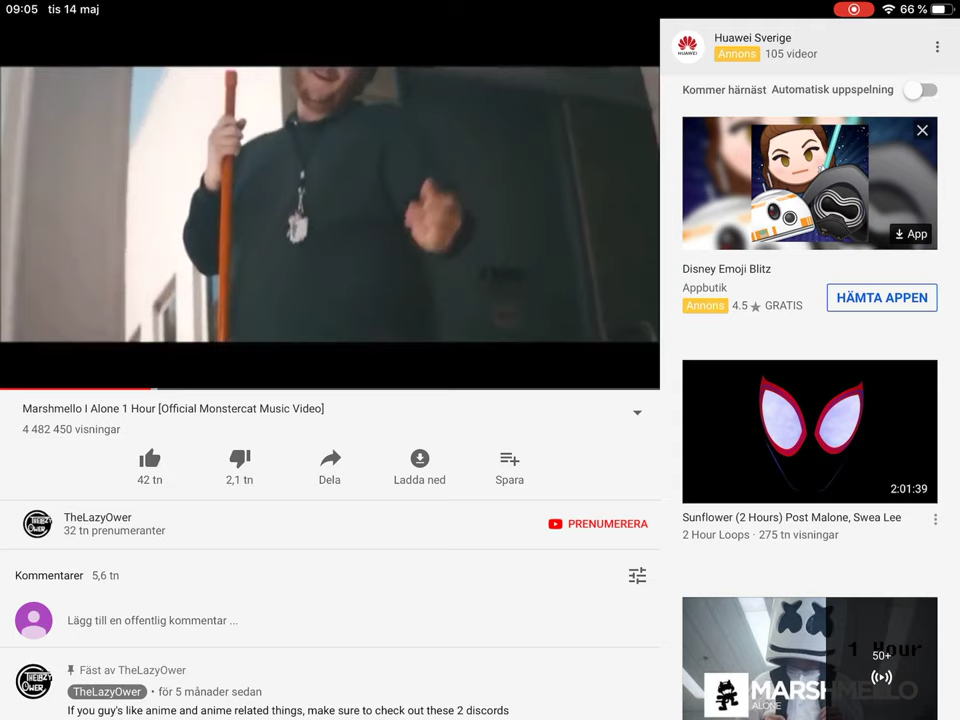 09:05 tis 14 maj
66 %
Huawei Sverige
HUAWEI
Annons 105 videor
Kommer härnäst Automatisk uppspelning
App
Disney Emoji Blitz
Appbutik
Annons 4.5 ★ GRATIS
HÄMTA APPEN
Marshmello I Alone 1 Hour [Official Monstercat Music Video]
4 482 450 visningar
42 tn
2,1 tn
Dela
Ladda ned
Spara
TheLazyOwer
32 tn prenumeranter
PRENUMERERA
Kommentarer 5,6 tn
Lägg till en offentlig kommentar ...
Fäst av TheLazyOwer
TheLazyOwer • för 5 månader sedan
If you guy's like anime and anime related things, make sure to check out these 2 discords
2:01:39
Sunflower (2 Hours) Post Malone, Swea Lee
2 Hour Loops · 275 tn visningar
1 Hour
50+
MARSHMELLO
ALONE